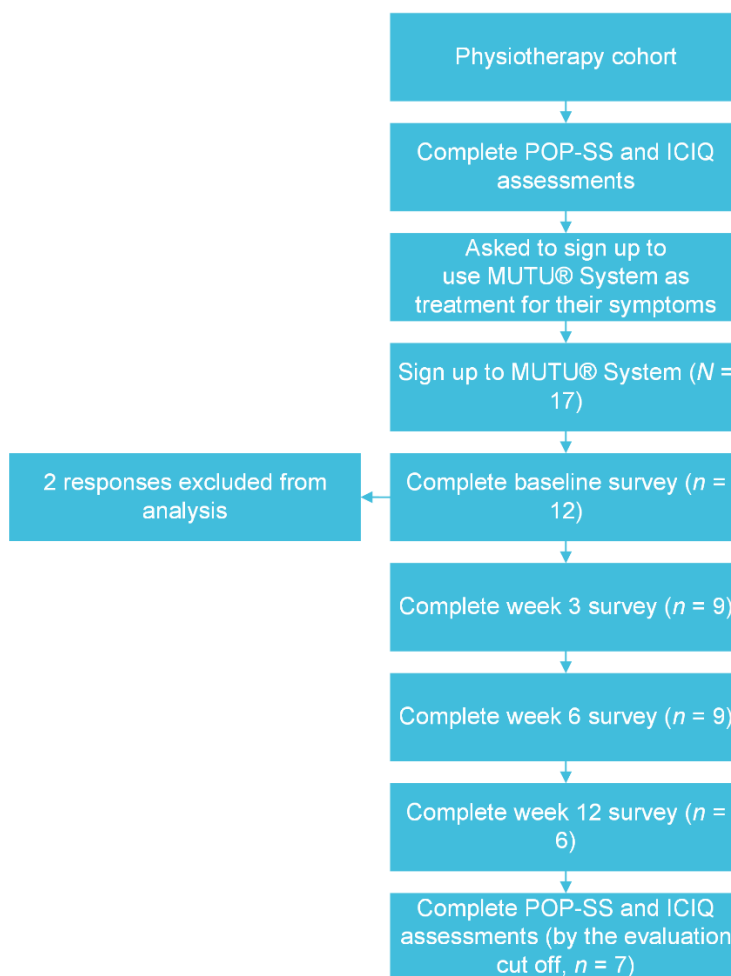 Physiotherapy cohort
Complete POP-SS and ICIQ
assessments
Asked to sign up to
use MUTU® System as
treatment for their symptoms
Sign up to MUTU® System (N =
17)
2 responses excluded from
analysis
Complete baseline survey (n =
12)
Complete week 3 survey (n = 9)
Complete week 6 survey (n = 9)
Complete week 12 survey (n =
6)
Complete POP-SS and ICIQ
assessments (by the evaluation
cut off, n = 7)